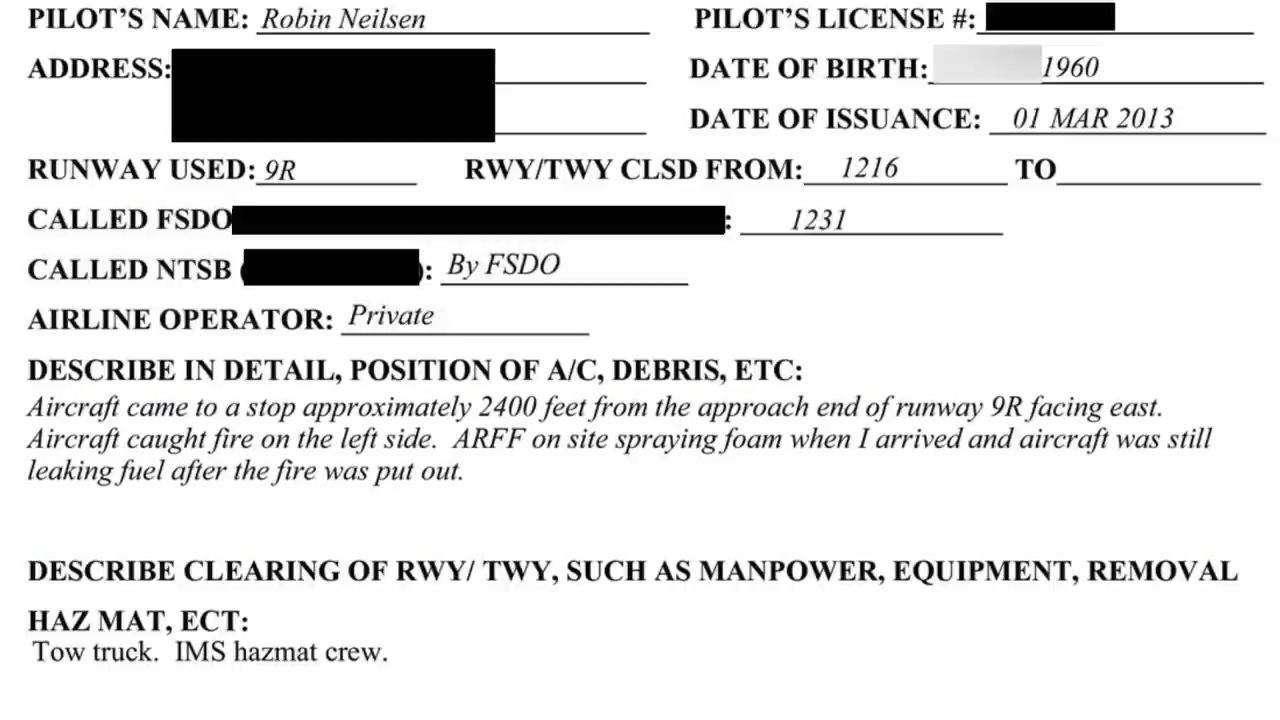 PILOT'S NAME: Robin Neilsen PILOT'S LICENSE #:
ADDRESS: DATE OF BIRTH: 1960
DATE OF ISSUANCE: 01 MAR 2013
RUNWAY USED: 9R RWY/TWY CLSD FROM: 1216 TO
CALLED FSDO : 1231
CALLED NTSB ( ): By FSDO
AIRLINE OPERATOR: Private
DESCRIBE IN DETAIL, POSITION OF A/C, DEBRIS, ETC:
Aircraft came to a stop approximately 2400 feet from the approach end of runway 9R facing east.
Aircraft caught fire on the left side. ARFF on site spraying foam when I arrived and aircraft was still
leaking fuel after the fire was put out.
DESCRIBE CLEARING OF RWY/ TWY, SUCH AS MANPOWER, EQUIPMENT, REMOVAL
HAZ MAT, ECT:
Tow truck. IMS hazmat crew.